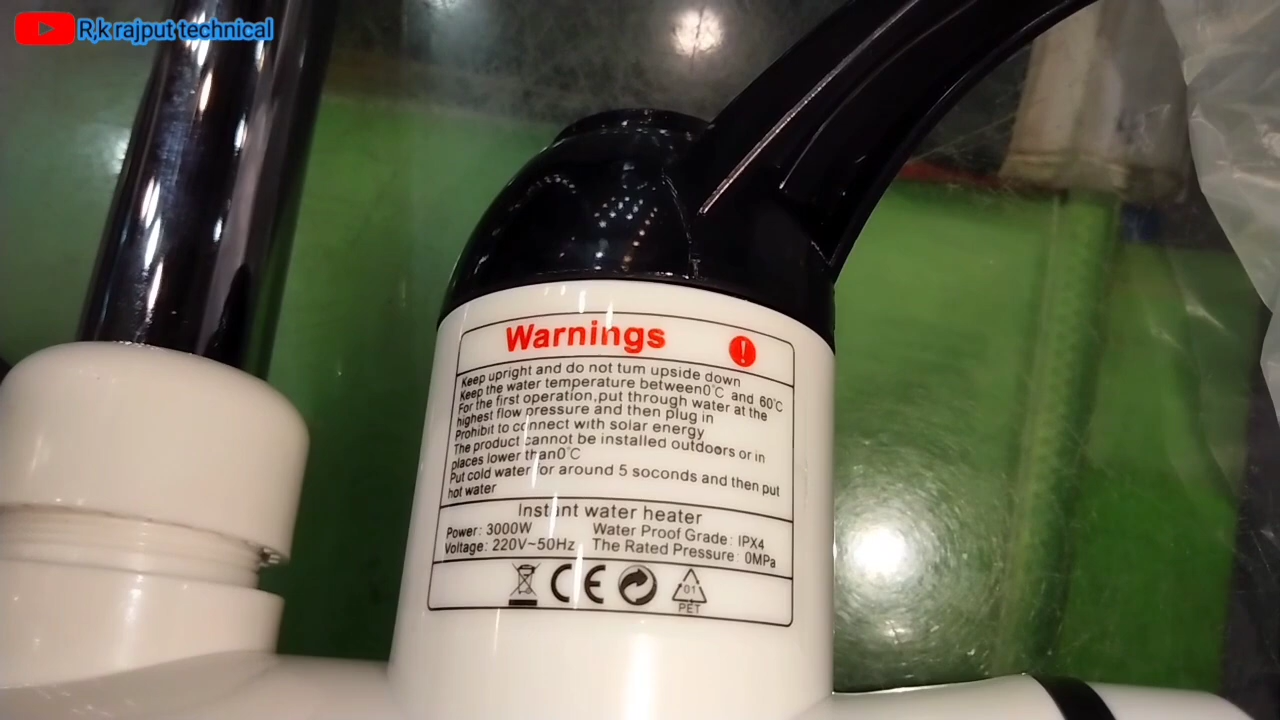 R,k rajput technical
Warnings
Keep upright and do not tum upside down
Keep the water temperature between0℃ and 60℃
For the first operation,put through water at the
highest flow pressure and then plug in
Prohibit to connect with solar energy
The product cannot be installed outdoors or in
places lower than0℃
Put cold water for around 5 soconds and then put
hot water
Instant water heater
Power: 3000W Water Proof Grade: IPX4
Voltage: 220V~50Hz The Rated Pressure: 0MPa
CE
01
PET